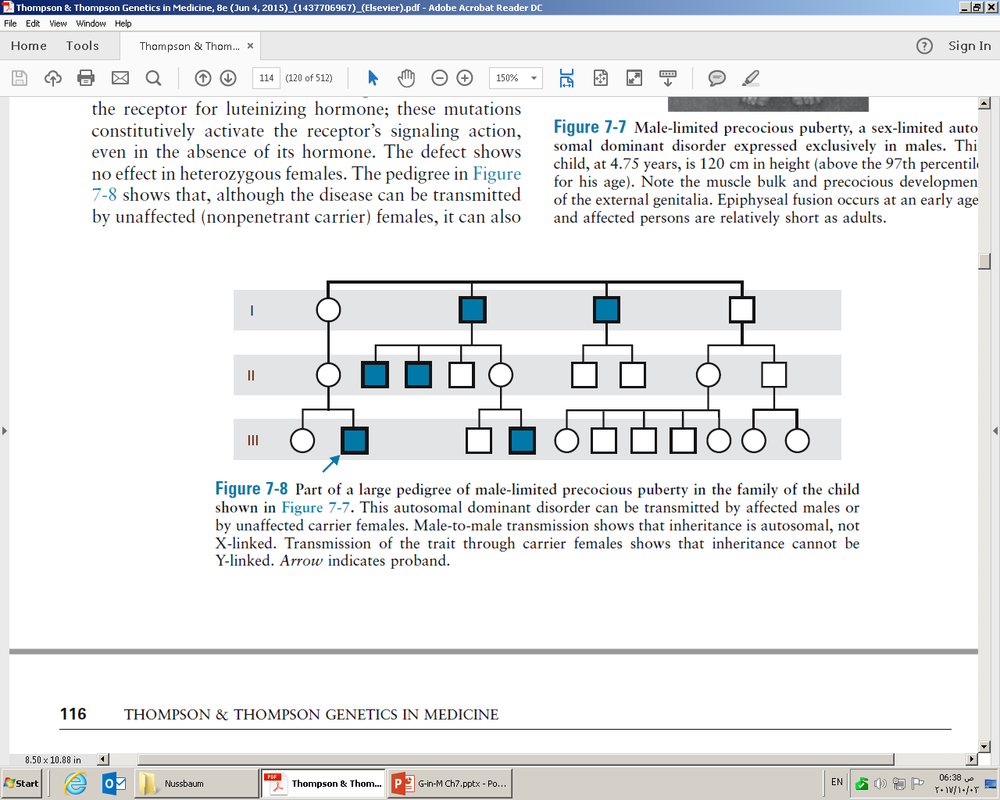 Thompson & Thompson Genetics in Medicine, 8e (Jun 4, 2015)_(1437706967)_(Elsevier).pdf - Adobe Acrobat Reader DC
File Edit View Window Help
Home Tools Thompson & Thom... × ? Sign In
114 (120 of 512) 150%
the receptor for luteinizing hormone; these mutations
constitutively activate the receptor's signaling action,
even in the absence of its hormone. The defect shows
no effect in heterozygous females. The pedigree in Figure
7-8 shows that, although the disease can be transmitted
by unaffected (nonpenetrant carrier) females, it can also
Figure 7-7 Male-limited precocious puberty, a sex-limited auto
somal dominant disorder expressed exclusively in males. Thi
child, at 4.75 years, is 120 cm in height (above the 97th percentil
for his age). Note the muscle bulk and precocious developmen
of the external genitalia. Epiphyseal fusion occurs at an early age
and affected persons are relatively short as adults.
I
II
III
Figure 7-8 Part of a large pedigree of male-limited precocious puberty in the family of the child
shown in Figure 7-7. This autosomal dominant disorder can be transmitted by affected males or
by unaffected carrier females. Male-to-male transmission shows that inheritance is autosomal, not
X-linked. Transmission of the trait through carrier females shows that inheritance cannot be
Y-linked. Arrow indicates proband.
116 THOMPSON & THOMPSON GENETICS IN MEDICINE
8.50 x 10.88 in
Start Nussbaum PDF Thompson & Thom... G-in-M Ch7.pptx - Po... EN 06:38 ص
٢٠١٧/١٠/٠٣